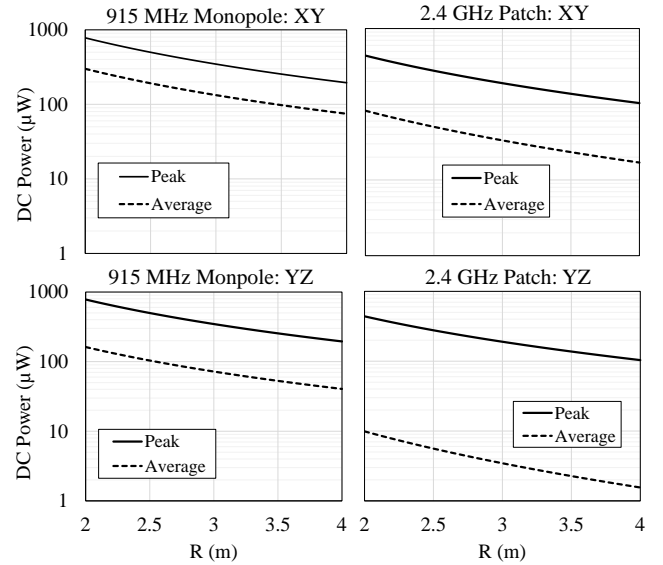 915 MHz Monopole: XY
2.4 GHz Patch: XY
DC Power (µW)
1000
100
10
1
Peak
Average
Peak
Average
915 MHz Monpole: YZ
2.4 GHz Patch: YZ
DC Power (µW)
1000
100
10
1
Peak
Average
Peak
Average
2 2.5 3 3.5 4
2 2.5 3 3.5 4
R (m)
R (m)